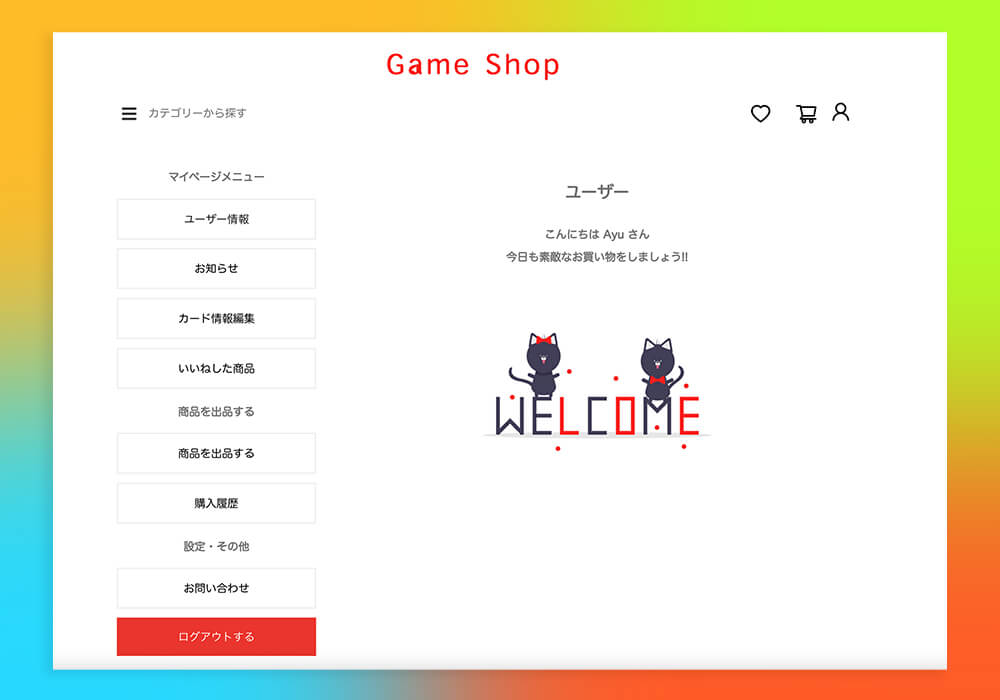 Game Shop
カテゴリーから探す
マイページメニュー
ユーザー情報
お知らせ
カード情報編集
いいねした商品
商品を出品する
商品を出品する
購入履歴
設定・その他
お問い合わせ
ログアウトする
ユーザー
こんにちは Ayu さん
今日も素敵なお買い物をしましょう!!
WELCOME